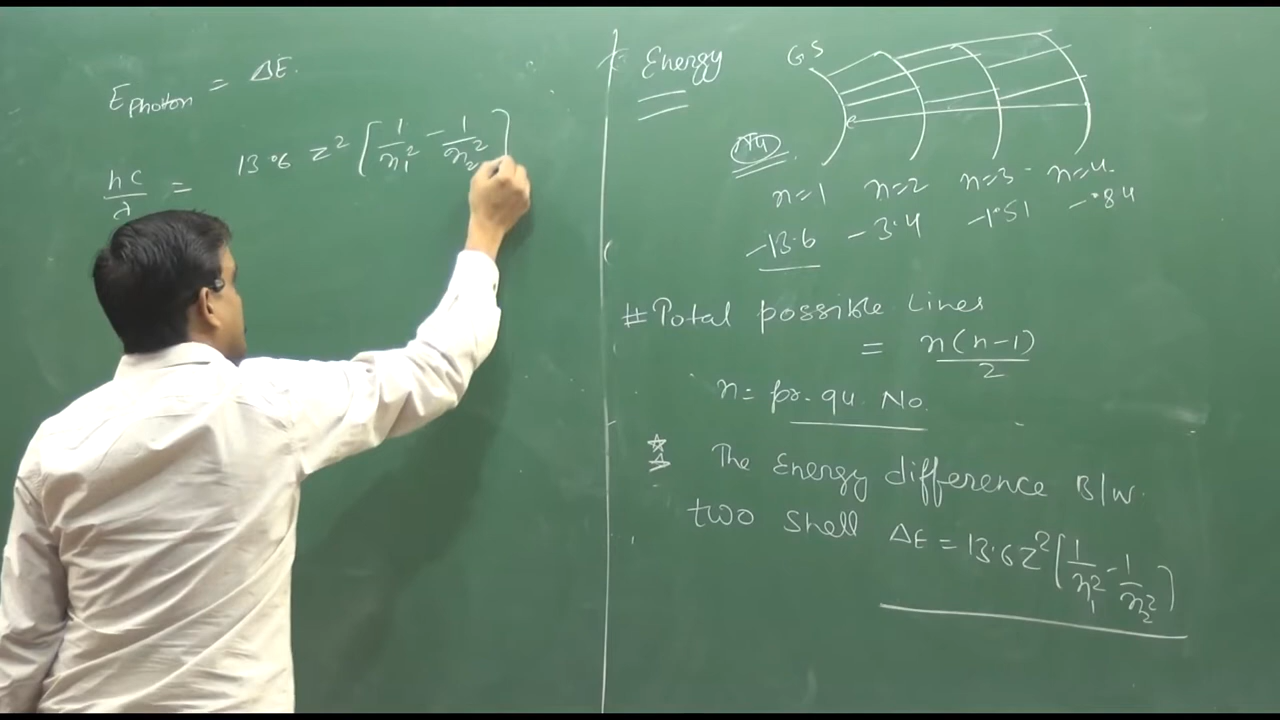 E photon = ΔE.
hc/λ = 13.6 z² [1/n₁² - 1/n₂²]
Energy
GS
n=1 n=2 n=3 n=4
-13.6 -3.4 -1.51 -.84
# Total possible Lines
= n(n-1)/2
n = pr. qu. No.
The Energy difference B/W.
two shell ΔE = 13.6 Z² [1/n₁² - 1/n₂²]